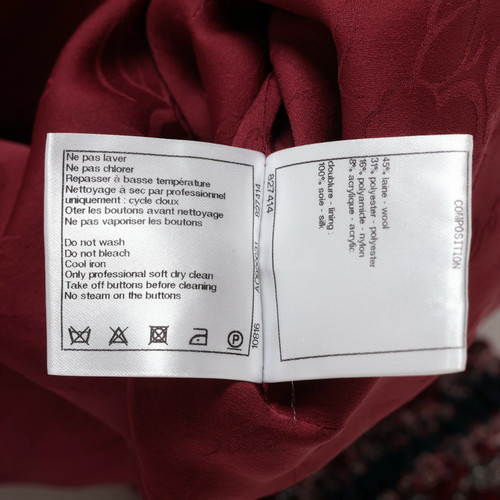 Ne pas laver
Ne pas chlorer
Repasser à basse température
Nettoyage à sec par professionnel
uniquement : cycle doux
Oter les boutons avant nettoyage
Ne pas vaporiser les boutons
Do not wash
Do not bleach
Cool iron
Only professional soft dry clean
Take off buttons before cleaning
No steam on the buttons
P
827414
10816
COMPOSITION
45% laine - wool
31% polyester - polyester
16% polyamide - nylon
8% acrylique - acrylic
doublure - lining :
100% soie - silk